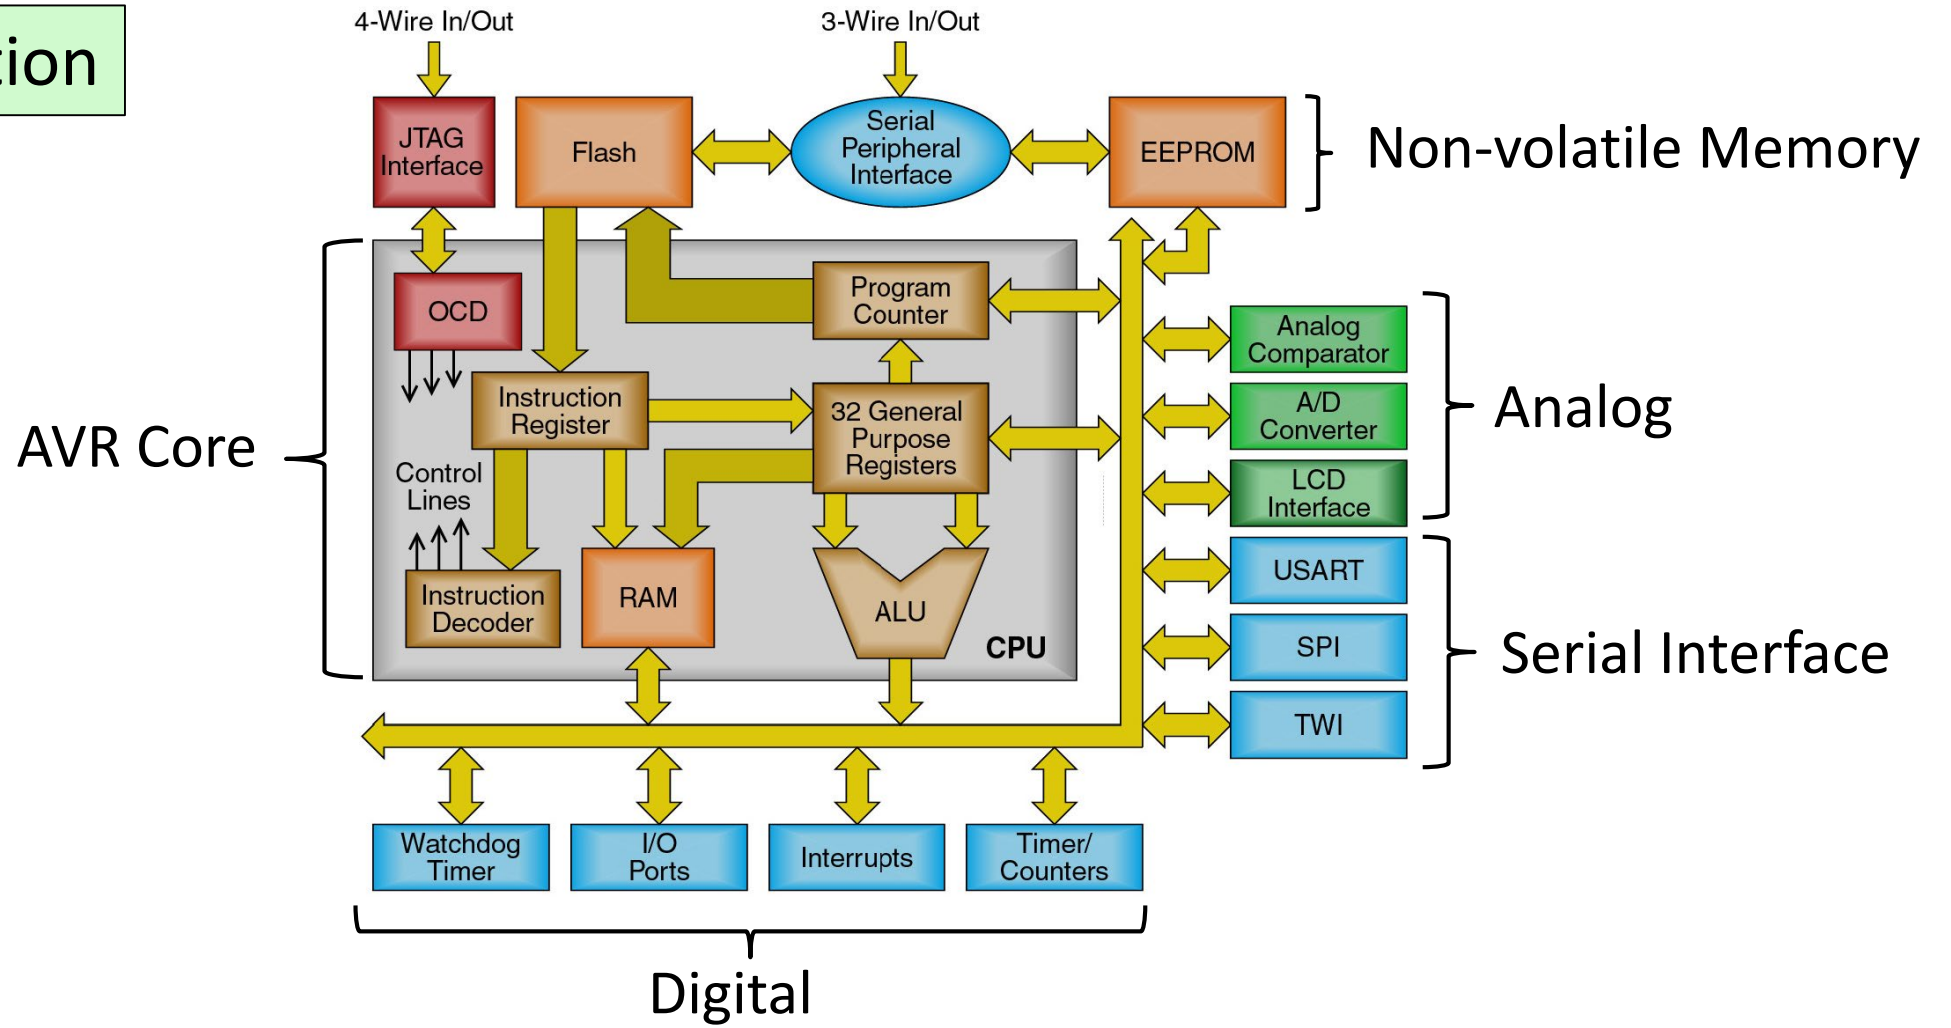 4-Wire In/Out
3-Wire In/Out
tion
JTAG
Interface
Flash
Serial
Peripheral
Interface
EEPROM
Non-volatile Memory
OCD
Program
Counter
Analog
Comparator
Instruction
Register
32 General
Purpose
Registers
A/D
Converter
Analog
AVR Core
Control
Lines
LCD
Interface
Instruction
Decoder
RAM
ALU
CPU
USART
SPI
Serial Interface
TWI
Watchdog
Timer
I/O
Ports
Interrupts
Timer/
Counters
Digital